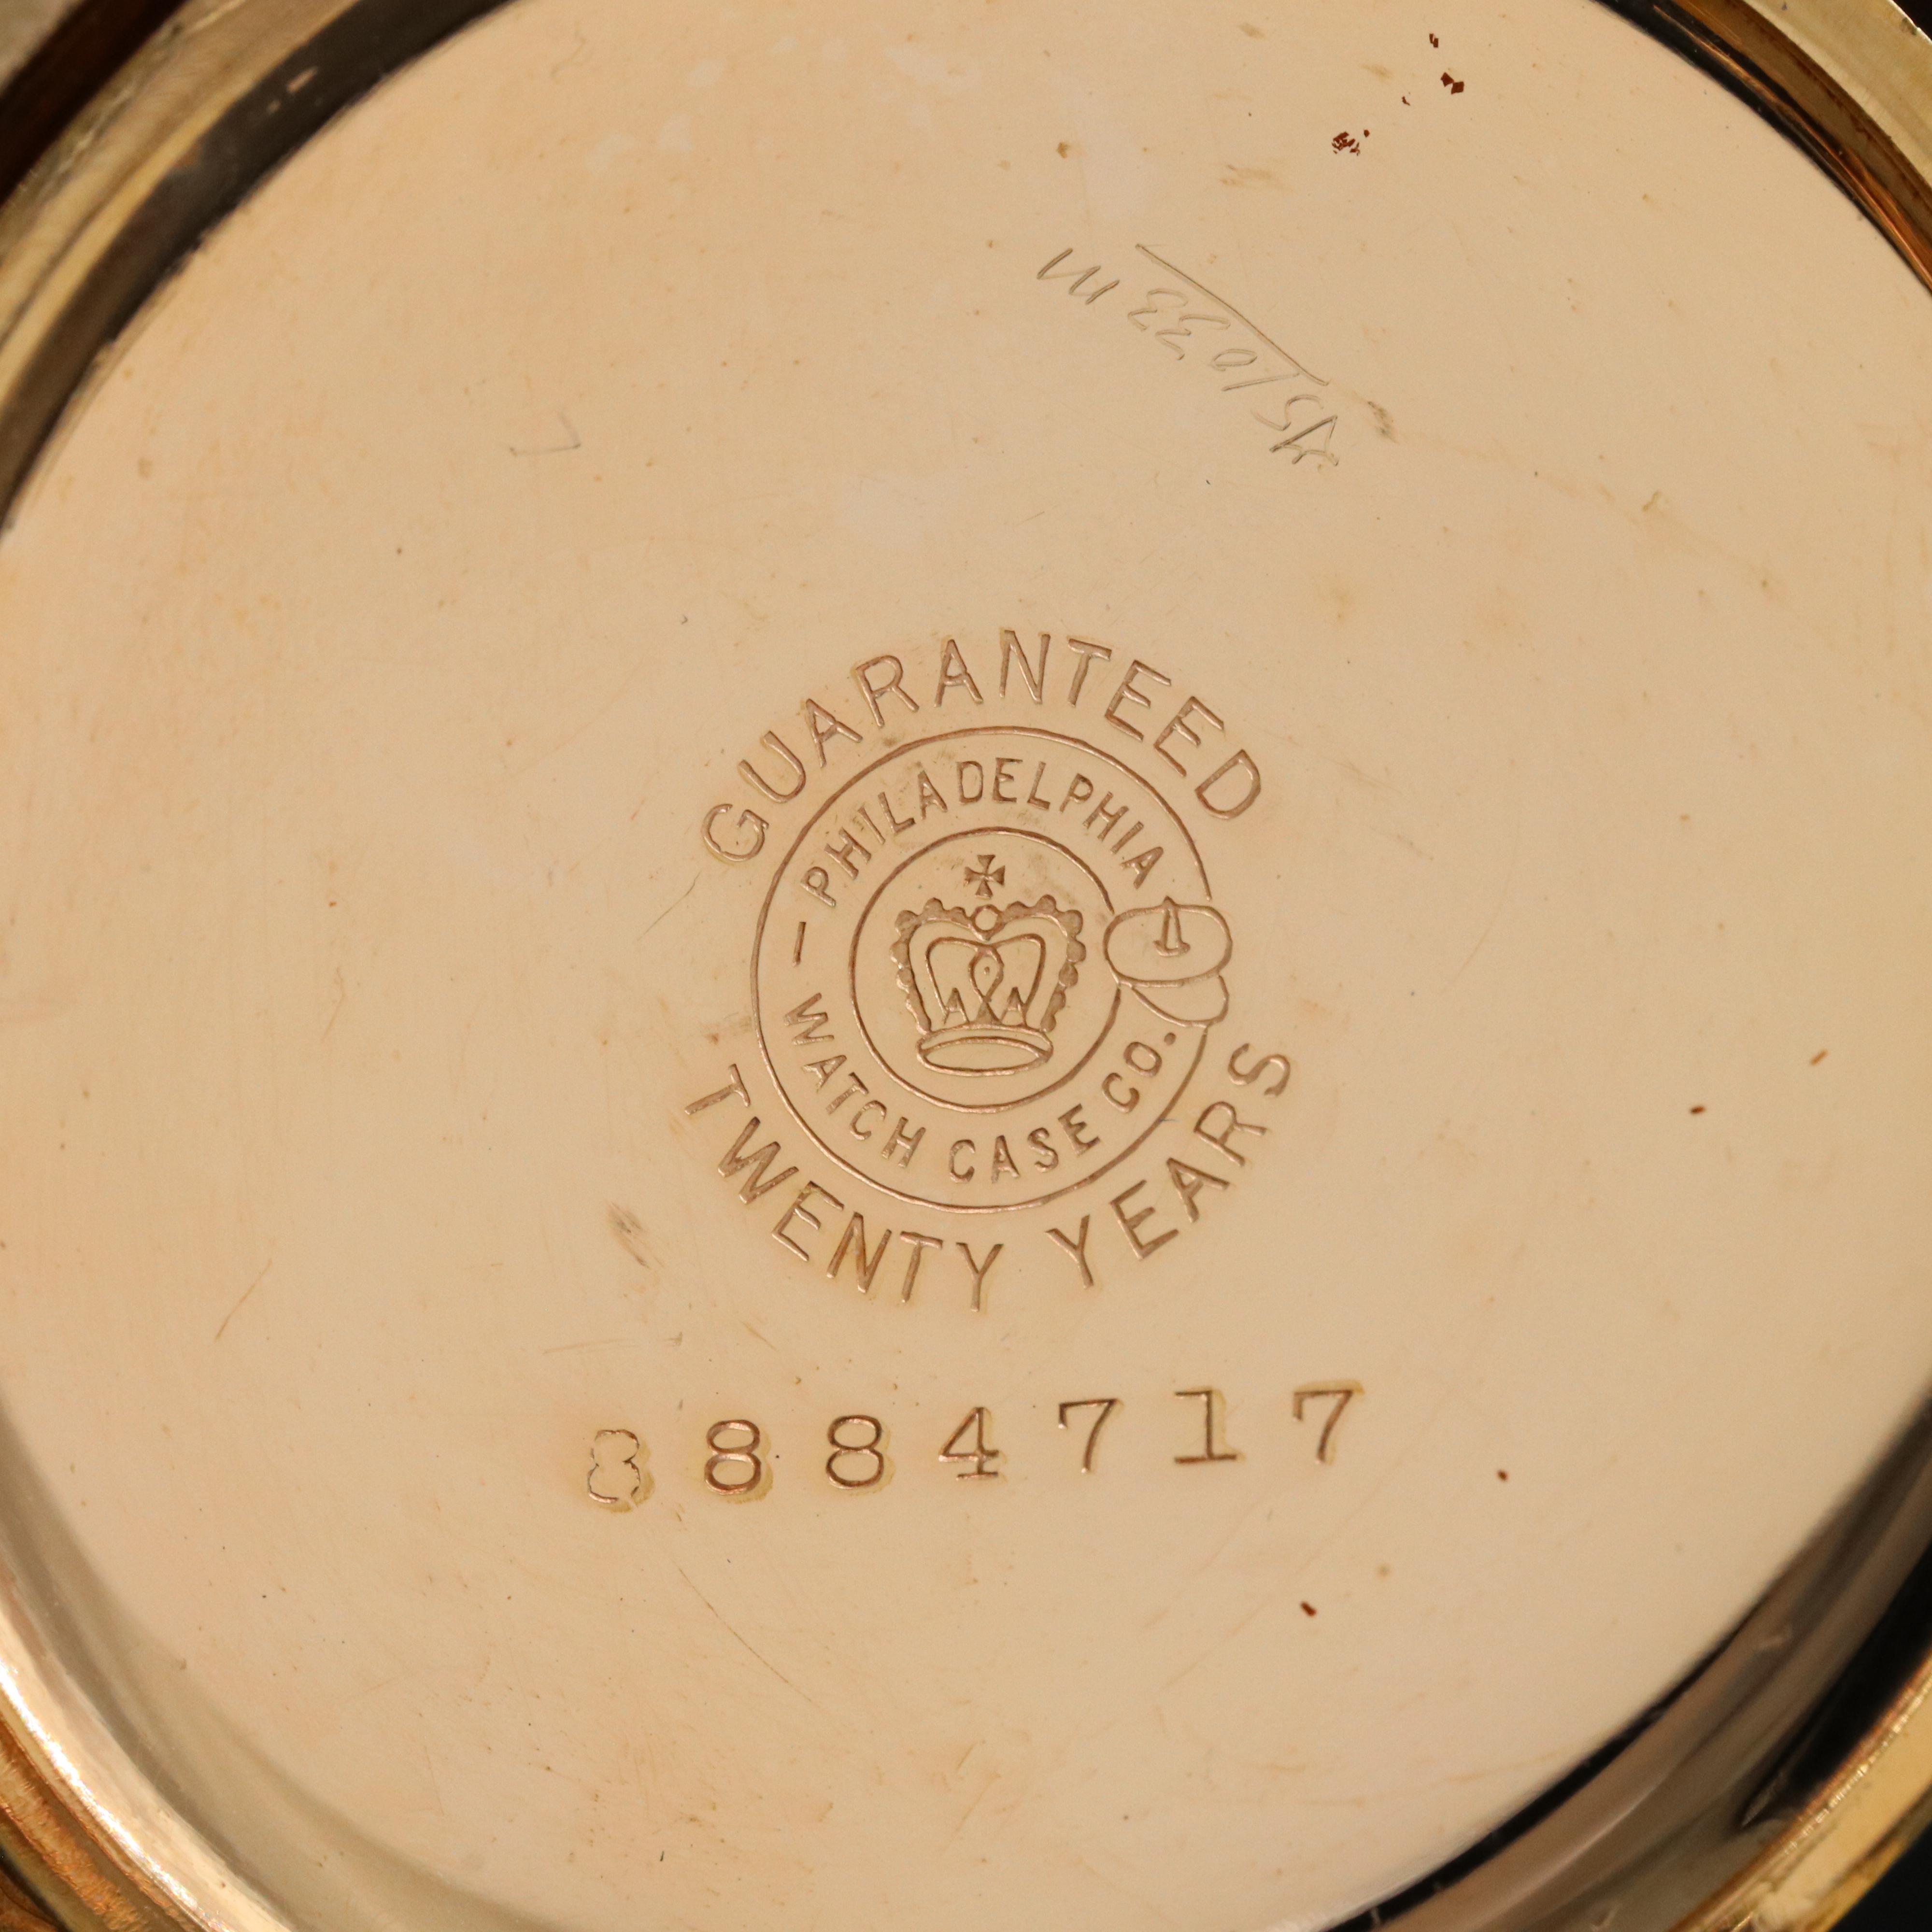 GUARANTEED
PHILADELPHIA
WATCH CASE CO.
TWENTY YEARS
8884717